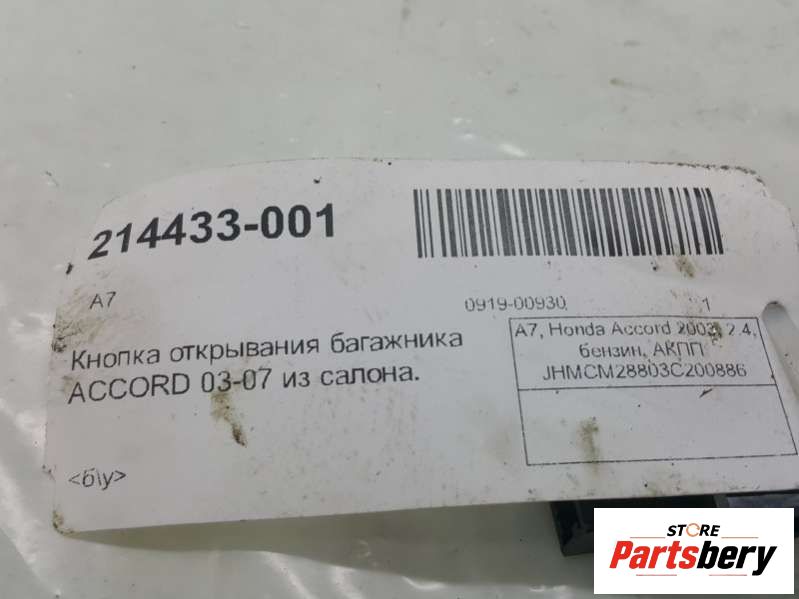 214433-001
A7
0919-00930 1
Кнопка открывания багажника
ACCORD 03-07 из салона.
A7, Honda Accord 2003, 2.4,
бензин, АКПП
JHMCM28803C200886
<б\у>
STORE
Partsbery